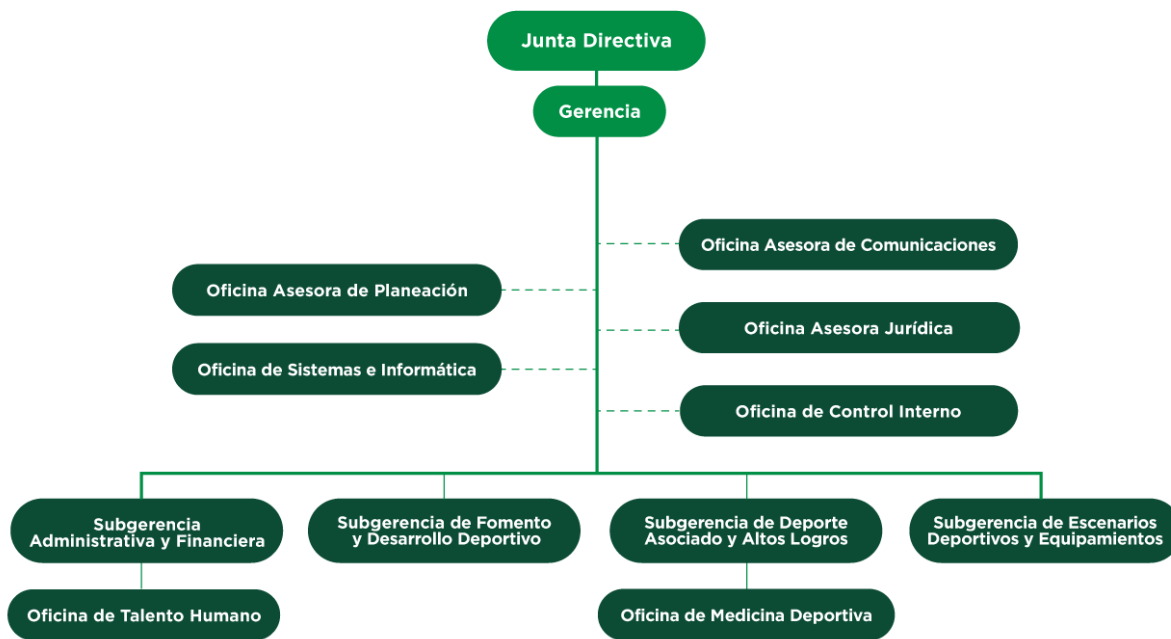 Junta Directiva
Gerencia
Oficina Asesora de Comunicaciones
Oficina Asesora de Planeación
Oficina Asesora Jurídica
Oficina de Sistemas e Informática
Oficina de Control Interno
Subgerencia
Administrativa y Financiera
Subgerencia de Fomento
y Desarrollo Deportivo
Subgerencia de Deporte
Asociado y Altos Logros
Subgerencia de Escenarios
Deportivos y Equipamientos
Oficina de Talento Humano
Oficina de Medicina Deportiva